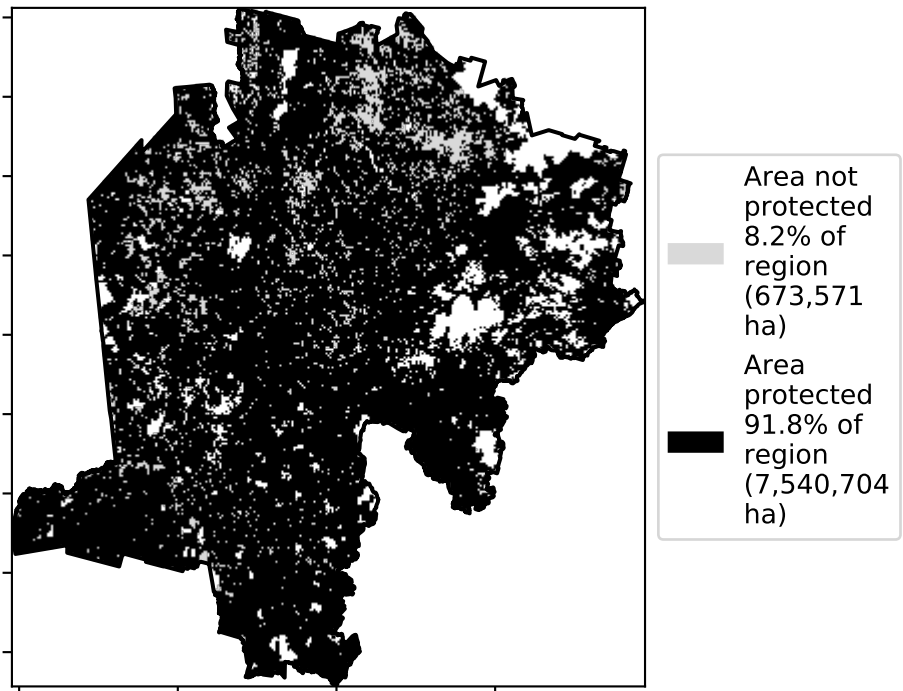 Area not
protected
8.2% of
region
(673,571
ha)
Area
protected
91.8% of
region
(7,540,704
ha)